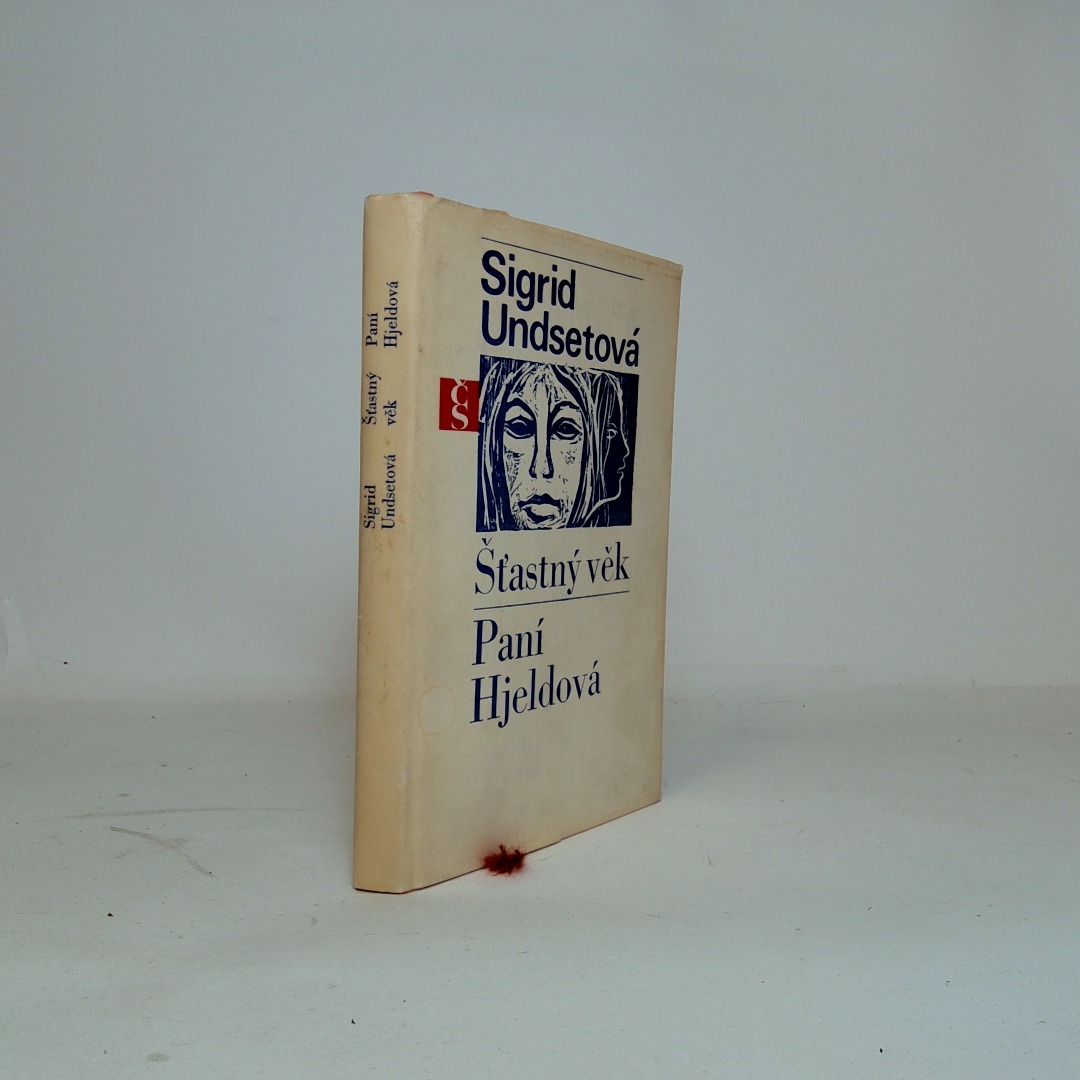 Sigrid
Undsetová
ČS
Šťastný věk
Paní
Hjeldová
Sigrid
Undsetová
Šťastný
věk
Paní
Hjeldová